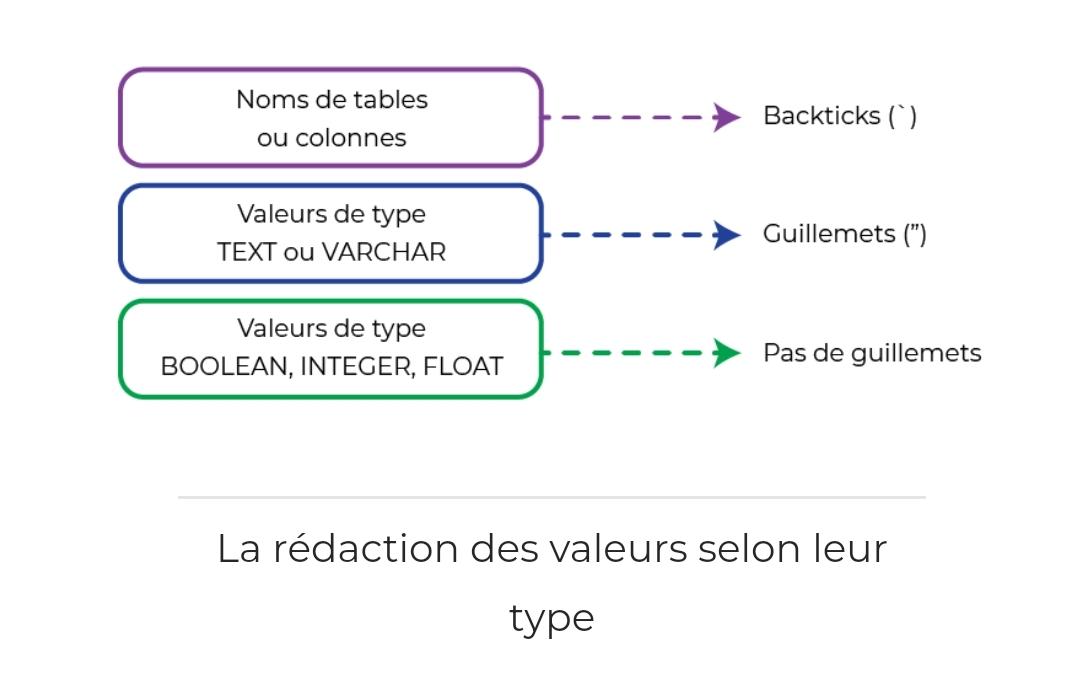 Noms de tables
ou colonnes
Backticks (`)
Valeurs de type
TEXT ou VARCHAR
Guillemets (”)
Valeurs de type
BOOLEAN, INTEGER, FLOAT
Pas de guillemets
La rédaction des valeurs selon leur
type